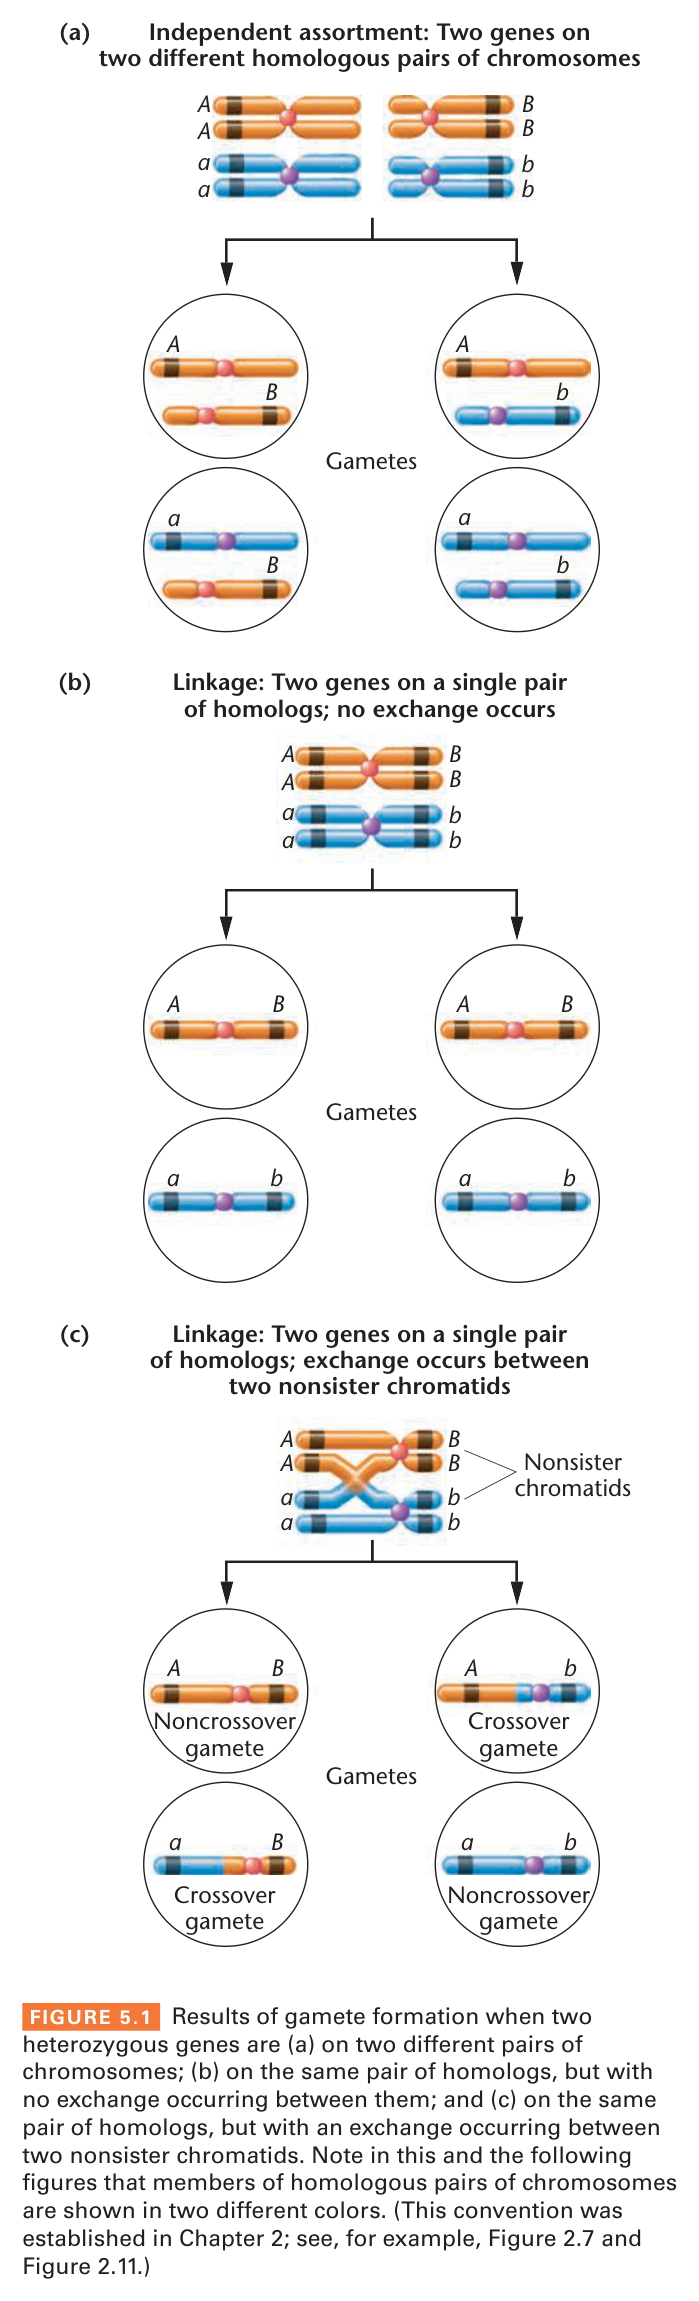 (a) Independent assortment: Two genes on
two different homologous pairs of chromosomes
A B
A B
a b
a b
A A
B b
Gametes
a a
B b
(b) Linkage: Two genes on a single pair
of homologs; no exchange occurs
A B
A B
a b
a b
A B A B
Gametes
a b a b
(c) Linkage: Two genes on a single pair
of homologs; exchange occurs between
two nonsister chromatids
A B
A B
a b
a b
Nonsister
chromatids
A B A b
Noncrossover
gamete
Crossover
gamete
Gametes
a B a b
Crossover
gamete
Noncrossover
gamete
FIGURE 5.1 Results of gamete formation when two
heterozygous genes are (a) on two different pairs of
chromosomes; (b) on the same pair of homologs, but with
no exchange occurring between them; and (c) on the same
pair of homologs, but with an exchange occurring between
two nonsister chromatids. Note in this and the following
figures that members of homologous pairs of chromosomes
are shown in two different colors. (This convention was
established in Chapter 2; see, for example, Figure 2.7 and
Figure 2.11.)